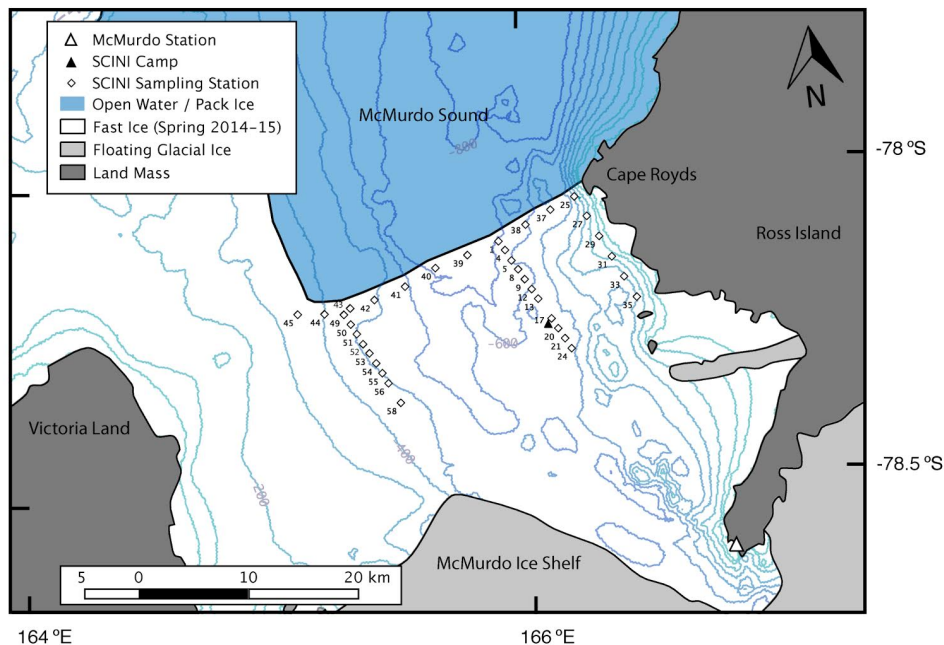 McMurdo Station
SCINI Camp
SCINI Sampling Station
Open Water / Pack Ice
Fast Ice (Spring 2014-15)
Floating Glacial Ice
Land Mass
McMurdo Sound
-800
N
-78 ºS
Cape Royds
Ross Island
25
37
27
38
29
1
4
39
31
5
40
8
33
9
41
12
35
13
43
42
45
44
49
17
50
20
51
-600
21
52
24
53
54
55
56
58
Victoria Land
400
-78.5 ºS
200
McMurdo Ice Shelf
5 0 10 20 km
164 ºE
166 ºE